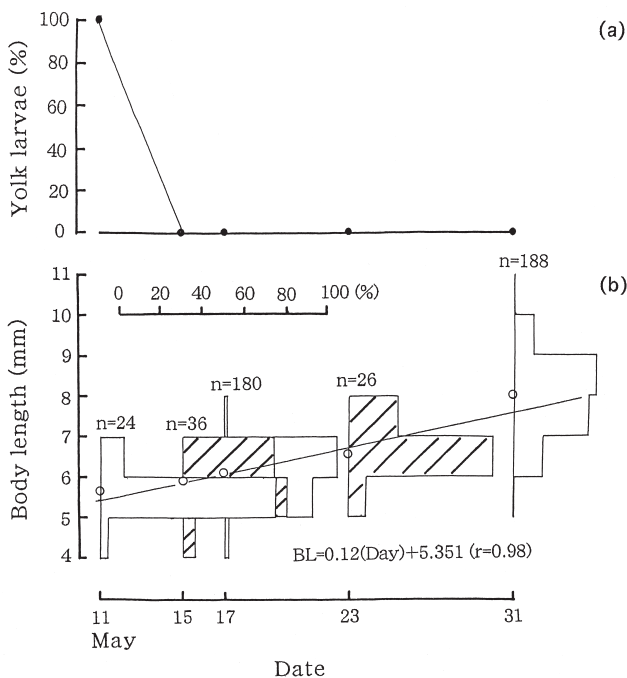 (a)
100
80
60
40
20
0
Yolk larvae (%)
(b)
11
10
9
8
7
6
5
4
Body length (mm)
0 20 40 60 80 100 (%)
n=24
n=36
n=180
n=26
n=188
BL=0.12(Day)+5.351 (r=0.98)
11 15 17 23 31
May
Date